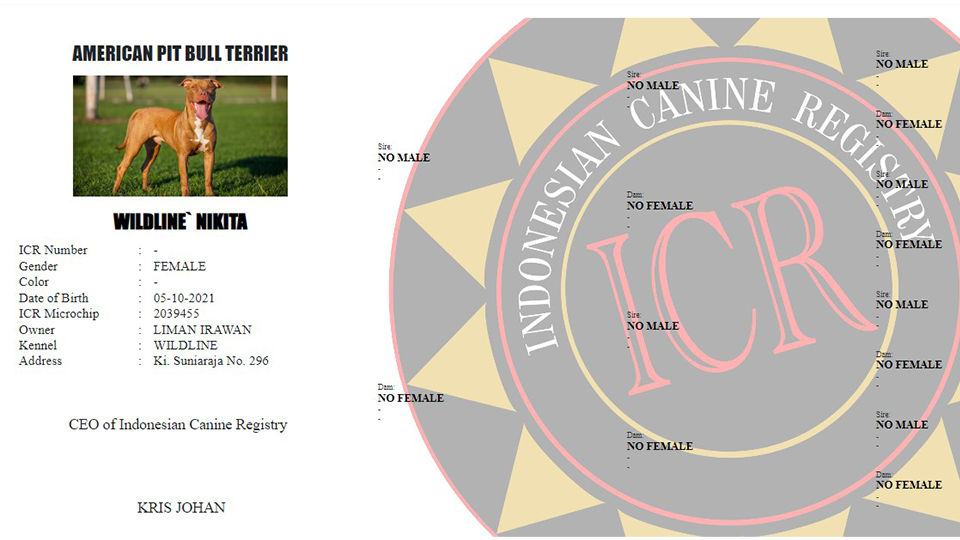 AMERICAN PIT BULL TERRIER
WILDLINE` NIKITA
ICR Number : -
Gender : FEMALE
Color : -
Date of Birth : 05-10-2021
ICR Microchip : 2039455
Owner : LIMAN IRAWAN
Kennel : WILDLINE
Address : Ki. Suniaraja No. 296
CEO of Indonesian Canine Registry
KRIS JOHAN
INDONESIAN CANINE REGISTRY
ICR
Sire:
NO MALE
-
-
Dam:
NO FEMALE
-
-
Sire:
NO MALE
-
-
Dam:
NO FEMALE
-
-
Sire:
NO MALE
-
-
Dam:
NO FEMALE
-
-
Sire:
NO MALE
-
-
Dam:
NO FEMALE
-
-
Sire:
NO MALE
-
-
Dam:
NO FEMALE
-
-
Sire:
NO MALE
-
-
Dam:
NO FEMALE
-
-
Sire:
NO MALE
-
-
Dam:
NO FEMALE
-
-